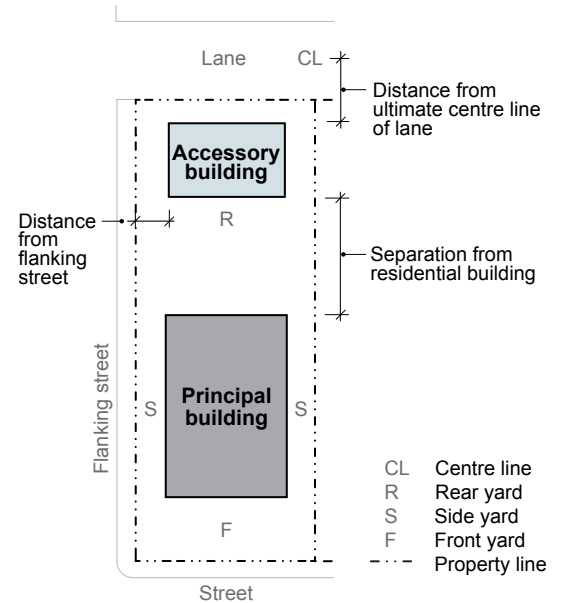 Lane
CL
Distance from
ultimate centre line
of lane
Accessory
building
Distance
from
flanking
street
R
Separation from
residential building
Flanking street
S
Principal
building
S
F
CL Centre line
R Rear yard
S Side yard
F Front yard
Property line
Street